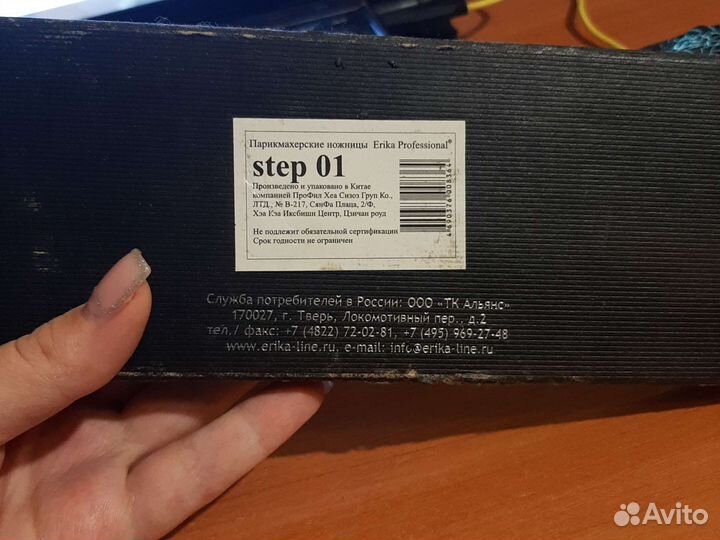 Парикмахерские ножницы Erika Professional®
step 01
Произведено и упаковано в Китае
компанией ПроФил Хеа Сизоз Груп Ко.,
ЛТД., № В-217, СянФа Плаца, 2/Ф,
Хэа Кэа Иксбишн Центр, Цзичан роуд
Не подлежит обязательной сертификации
Срок годности не ограничен
4690376008364
Служба потребителей в России: ООО «ТК Альянс»
170027, г. Тверь, Локомотивный пер., д.2
тел./ факс: +7 (4822) 72-02-81, +7 (495) 969-27-48
www.erika-line.ru, e-mail: info@erika-line.ru
Avito